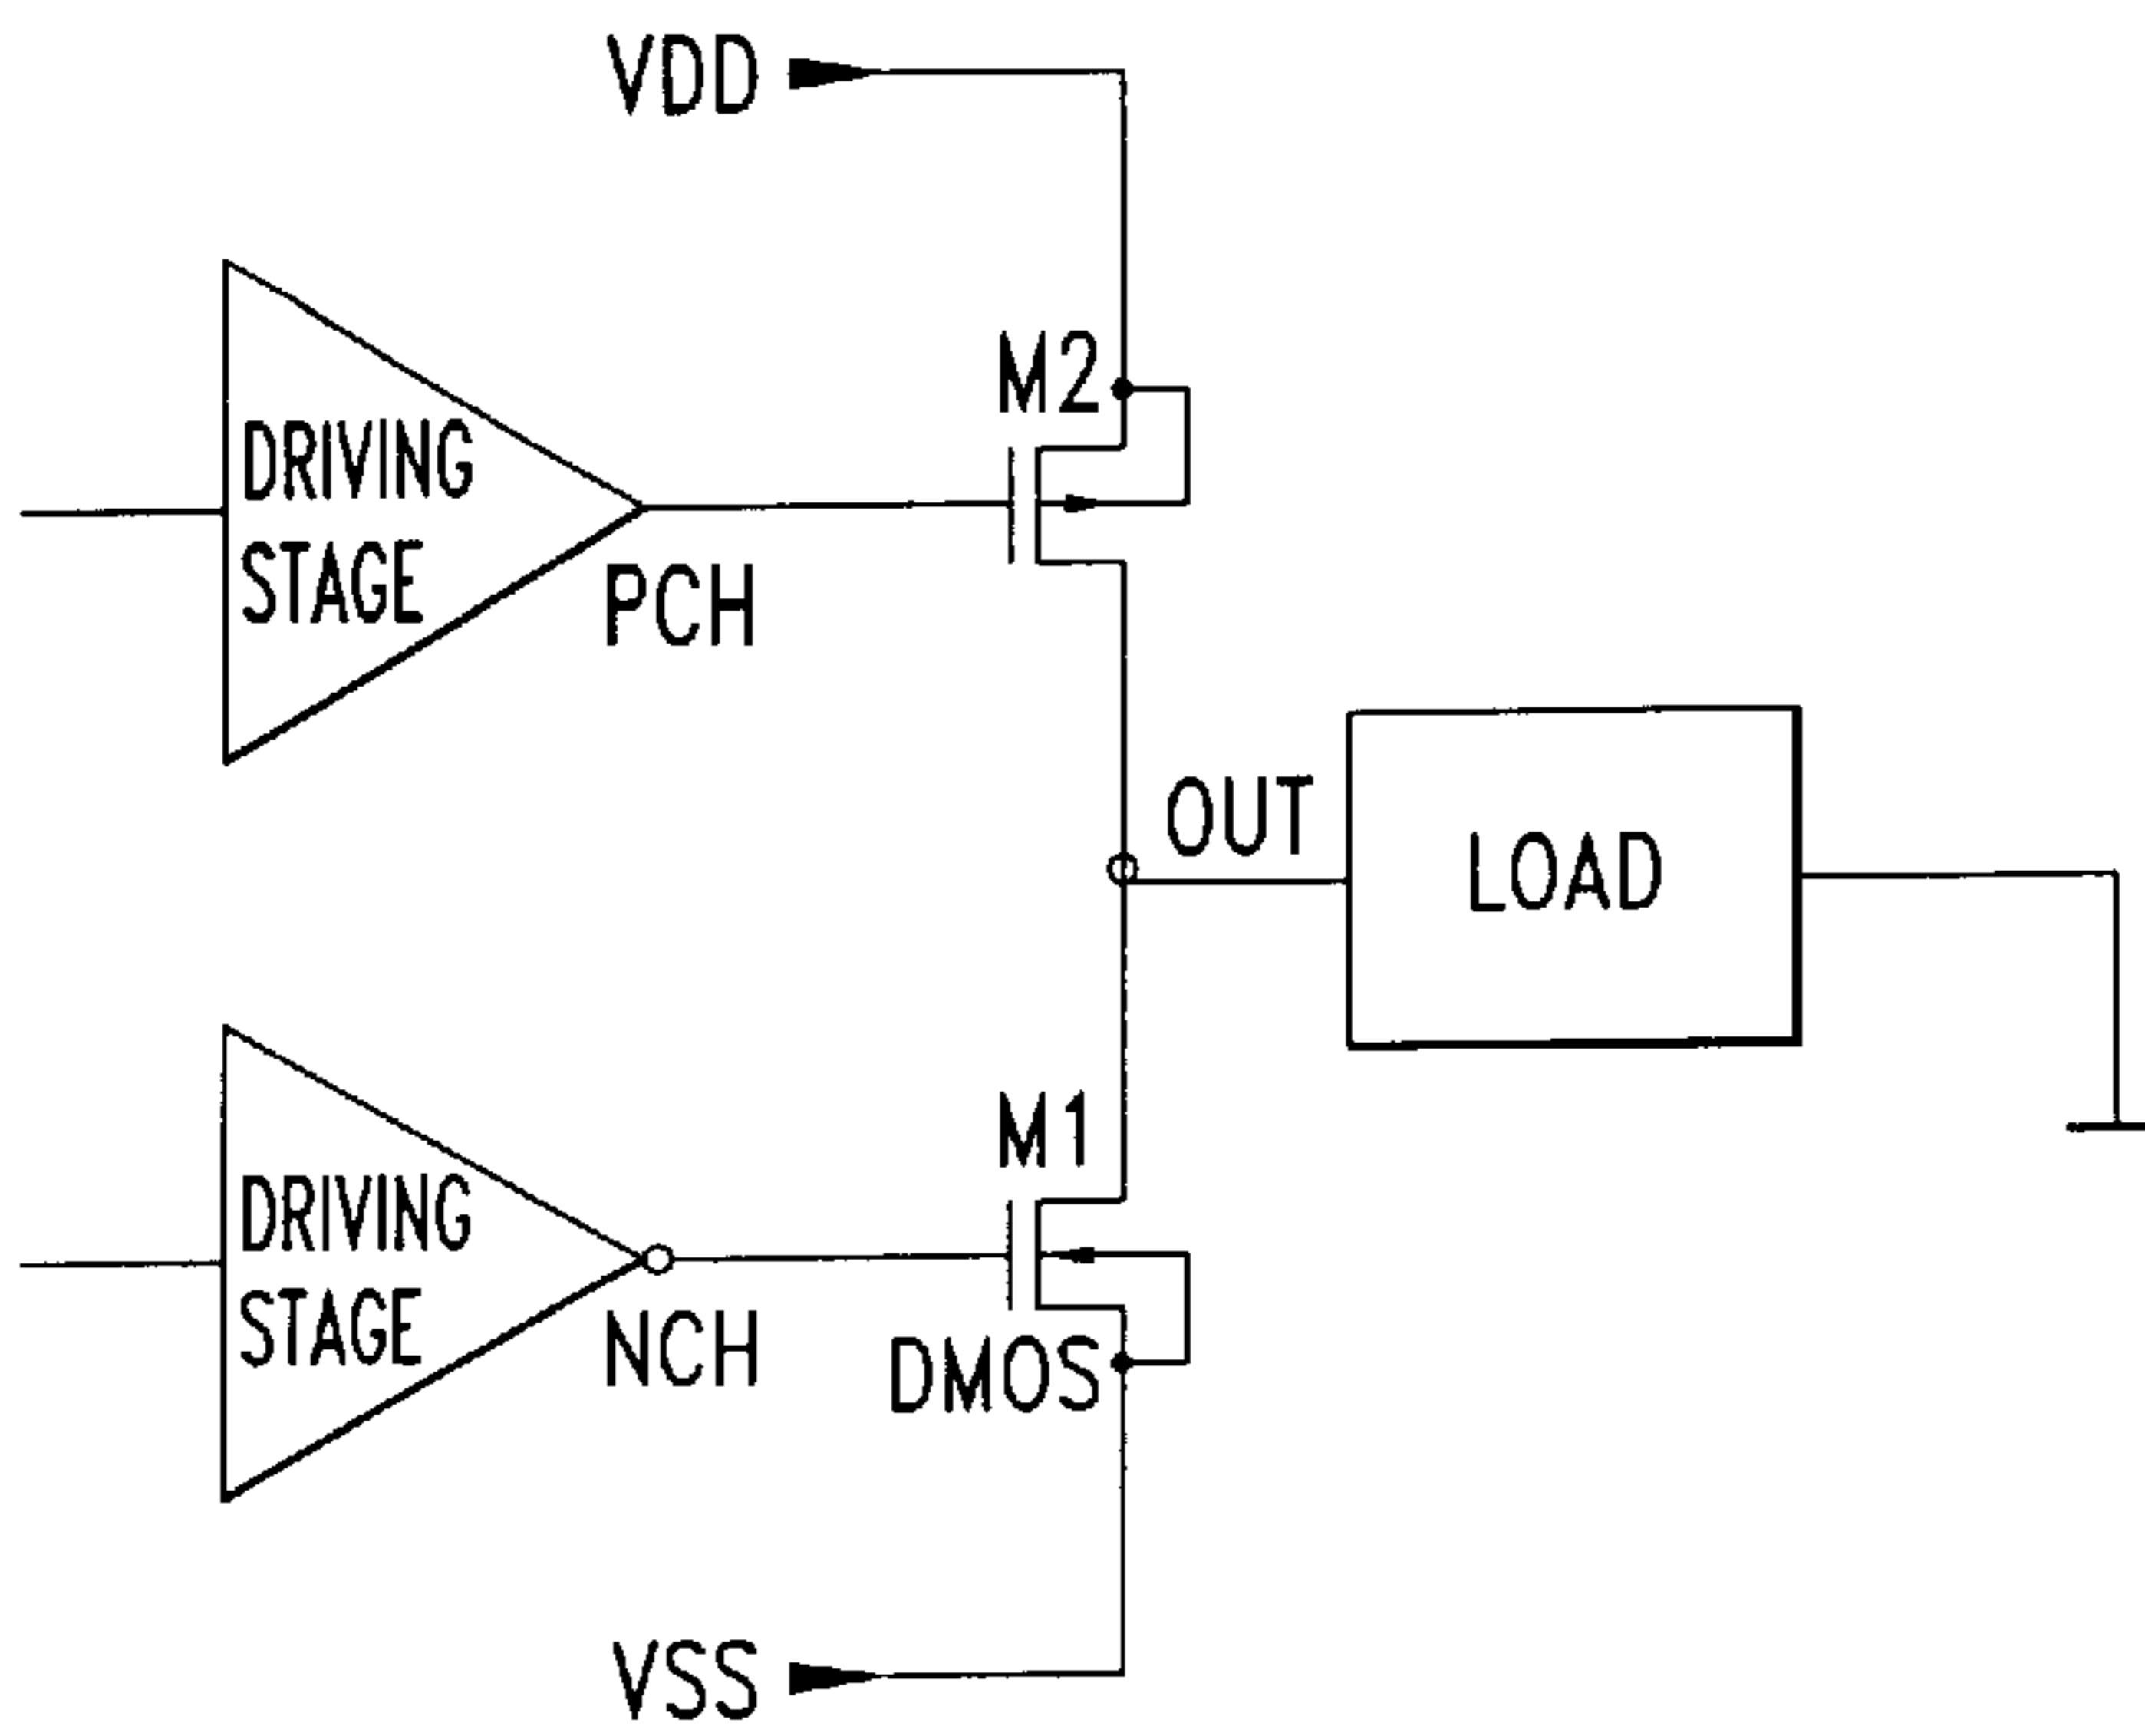 VDD
M2
DRIVING
STAGE
PCH
OUT
LOAD
M1
DRIVING
STAGE
NCH
DMOS
VSS